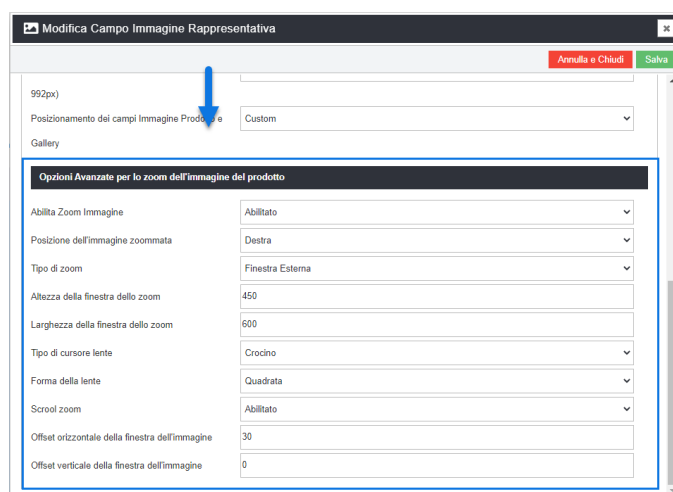 Modifica Campo Immagine Rappresentativa
Annulla e Chiudi Salva
992px)
Posizionamento dei campi Immagine Prodotto e Gallery Custom
Opzioni Avanzate per lo zoom dell'immagine del prodotto
Abilita Zoom Immagine Abilitato
Posizione dell'immagine zoommata Destra
Tipo di zoom Finestra Esterna
Altezza della finestra dello zoom 450
Larghezza della finestra dello zoom 600
Tipo di cursore lente Crocino
Forma della lente Quadrata
Scrool zoom Abilitato
Offset orizzontale della finestra dell'immagine 30
Offset verticale della finestra dell'immagine 0